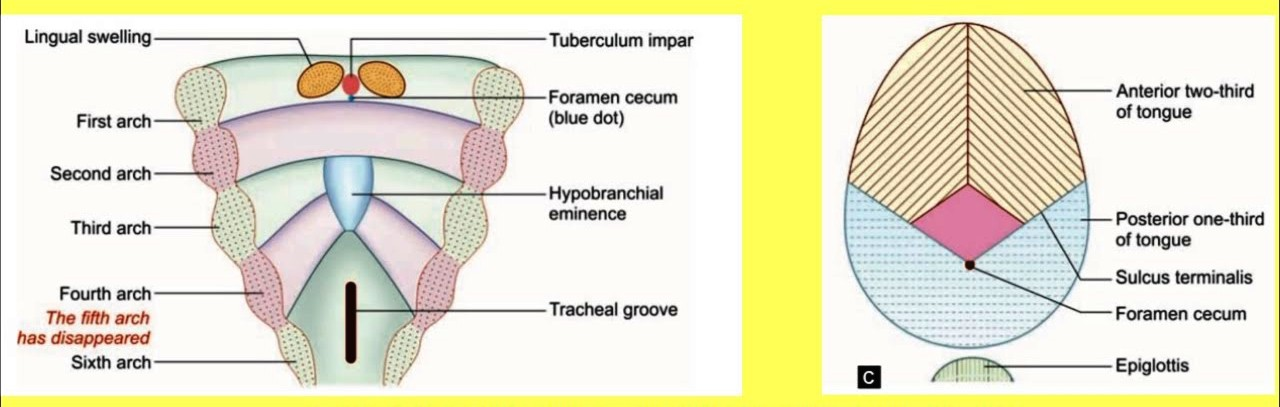 Lingual swelling
First arch
Second arch
Third arch
Fourth arch
The fifth arch
has disappeared
Sixth arch
Tuberculum impar
Foramen cecum
(blue dot)
Hypobranchial
eminence
Tracheal groove
Anterior two-third
of tongue
Posterior one-third
of tongue
Sulcus terminalis
Foramen cecum
Epiglottis
C